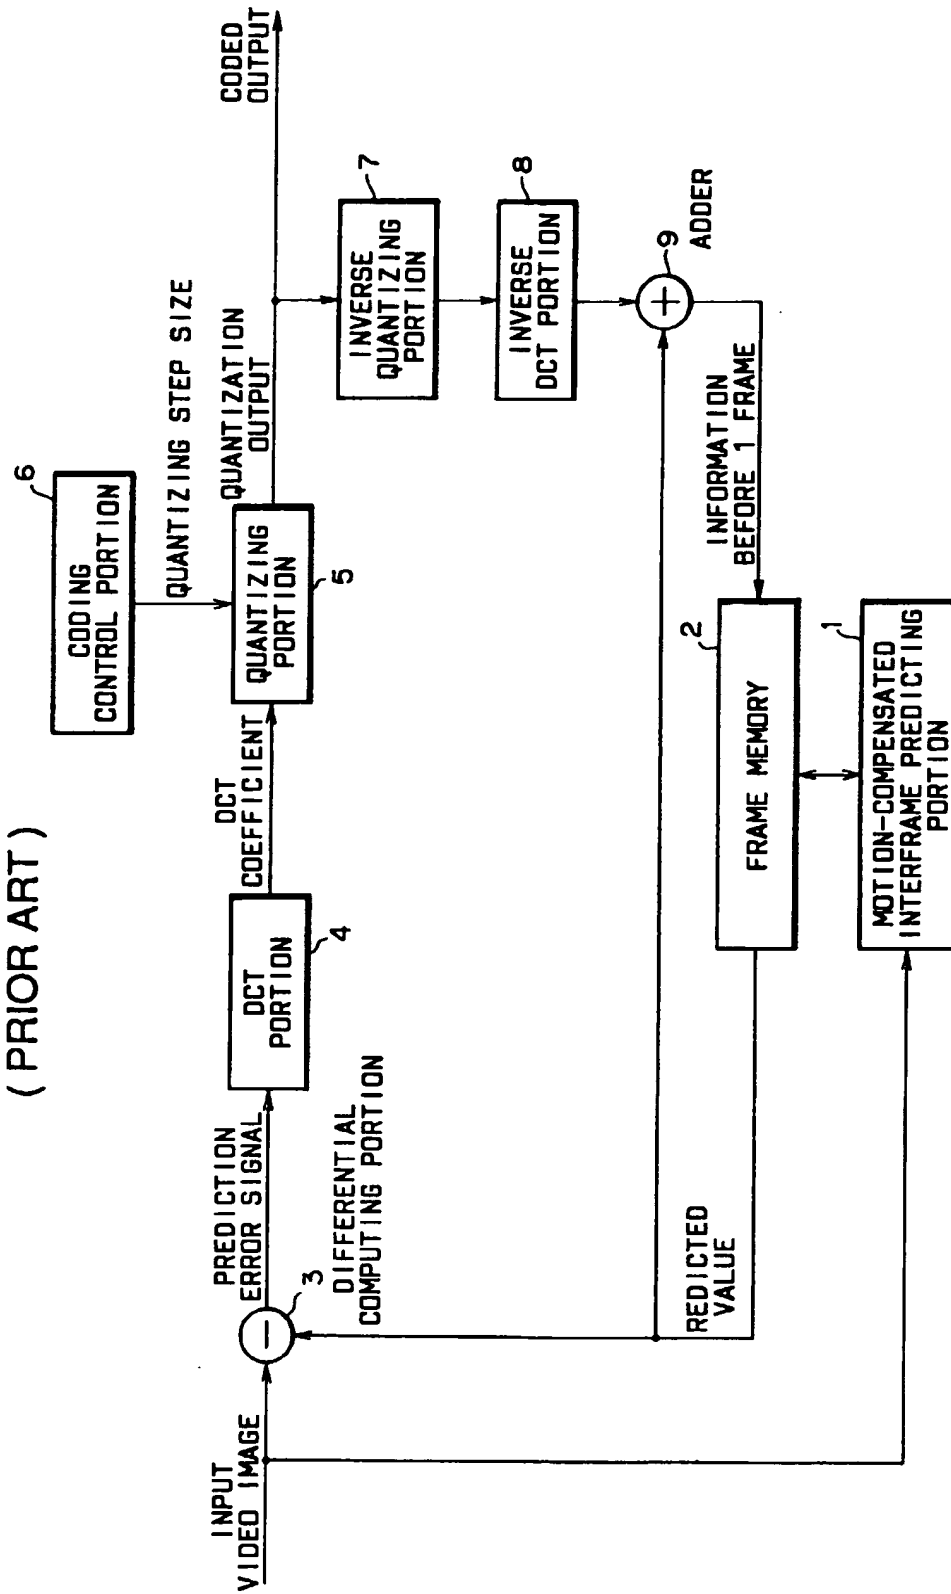 ( PRIOR ART )
INPUT
VIDEO IMAGE
PREDICTION
ERROR SIGNAL
3
DIFFERENTIAL
COMPUTING PORTION
DCT
PORTION
4
DCT
COEFFICIENT
CODING
CONTROL PORTION
6
QUANTIZING STEP SIZE
QUANTIZING
PORTION
5
QUANTIZATION
OUTPUT
CODED
OUTPUT
INVERSE
QUANTIZING
PORTION
7
INVERSE
DCT PORTION
8
+
9
ADDER
INFORMATION
BEFORE 1 FRAME
FRAME MEMORY
2
REDICTED
VALUE
MOTION-COMPENSATED
INTERFRAME PREDICTING
PORTION
1